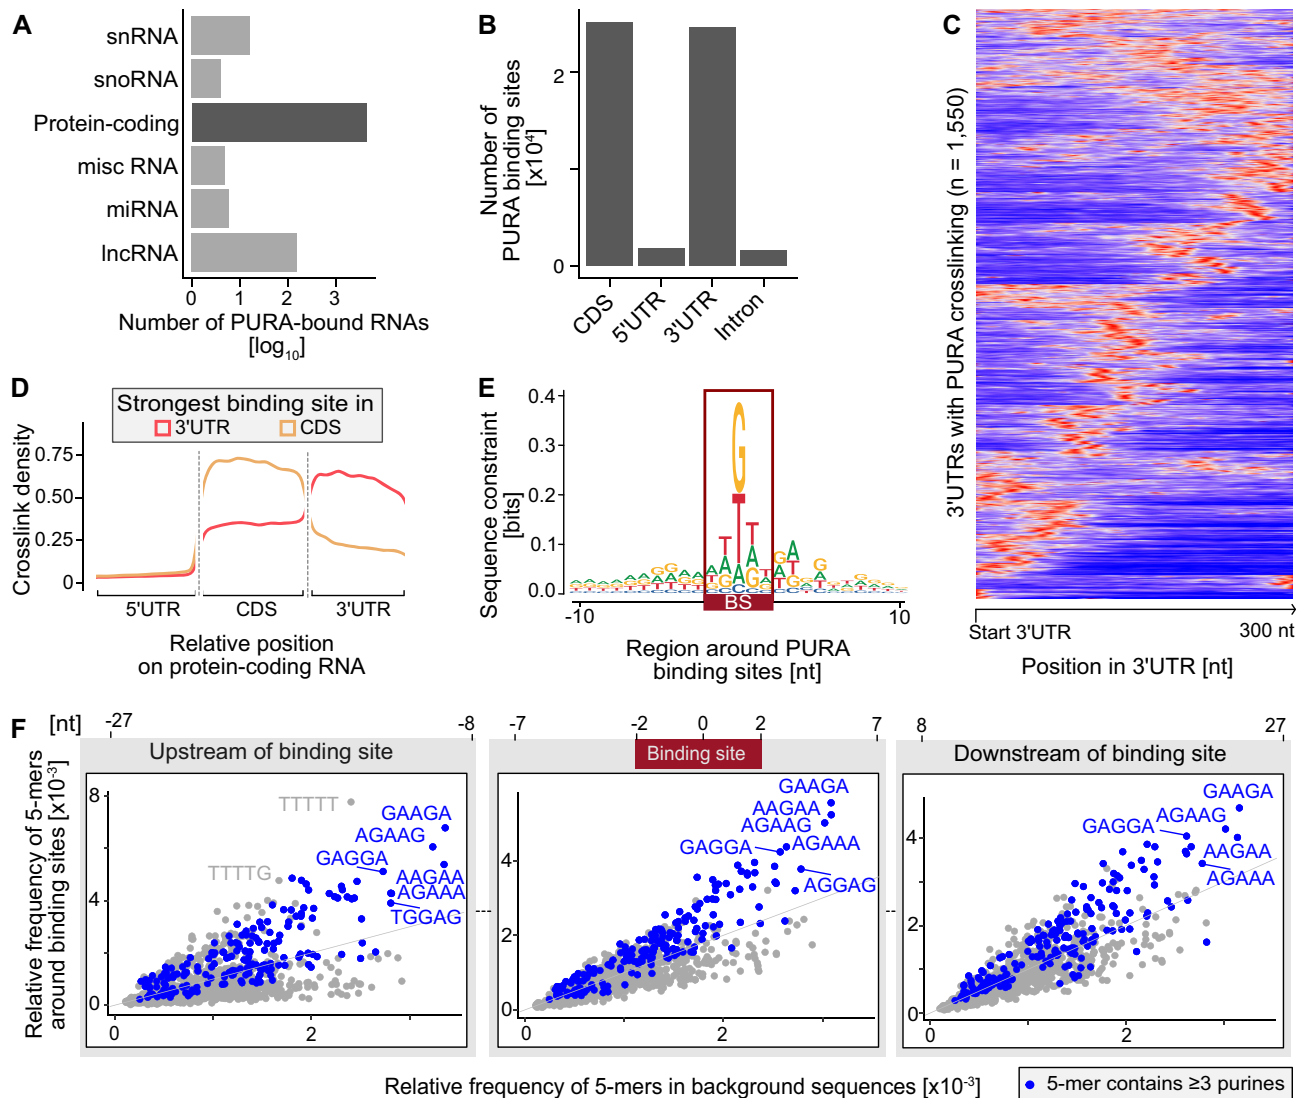 A
snRNA
snoRNA
Protein-coding
misc RNA
miRNA
lncRNA
0 1 2 3
Number of PURA-bound RNAs
[log10]
B
Number of
PURA binding sites
[x10⁴]
2
0
CDS
5'UTR
3'UTR
Intron
C
3'UTRs with PURA crosslinking (n = 1,550)
Start 3'UTR
300 nt
Position in 3'UTR [nt]
D
Strongest binding site in
3'UTR CDS
Crosslink density
0.75
0.50
0.25
0
5'UTR CDS 3'UTR
Relative position
on protein-coding RNA
E
Sequence constraint
[bits]
0.4
0.3
0.2
0.1
0.0
BS
-10 10
Region around PURA
binding sites [nt]
F
[nt]
-27 -8
Upstream of binding site
-7 -2 0 2 7
Binding site
8 27
Downstream of binding site
Relative frequency of 5-mers
around binding sites [x10⁻³]
8
4
0
0 2
TTTTT
GAAGA
AGAAG
GAGGA
TTTTG
AAGAA
AGAAA
TGGAG
4
2
0
0 2
GAAGA
AAGAA
AGAAG
GAGGA
AGAAA
AGGAG
4
2
0
0 2
GAAGA
AGAAG
GAGGA
AAGAA
AGAAA
Relative frequency of 5-mers in background sequences [x10⁻³]
5-mer contains ≥3 purines